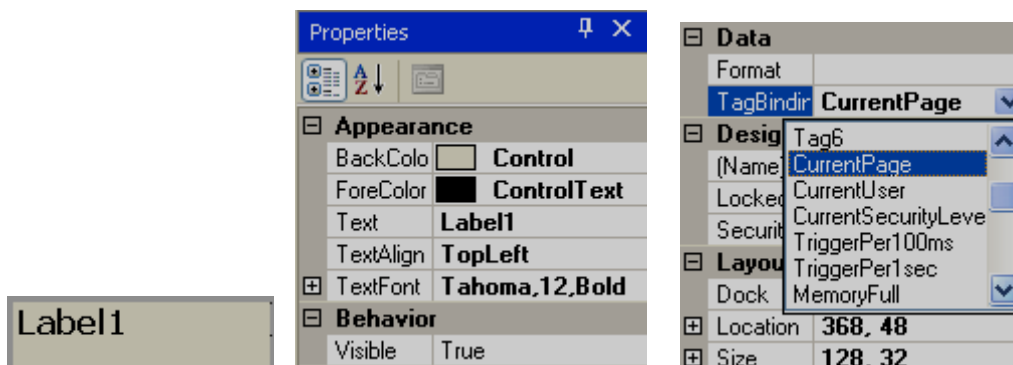 Label1
Properties
Appearance
BackColo Control
ForeColor ControlText
Text Label1
TextAlign TopLeft
TextFont Tahoma,12,Bold
Behavior
Visible True
Data
Format
TagBindin CurrentPage
Desig
(Name)
Locked
Securit
Layou
Dock
Tag6
CurrentPage
CurrentUser
CurrentSecurityLeve
TriggerPer100ms
TriggerPer1sec
MemoryFull
Location 368, 48
Size 128, 32